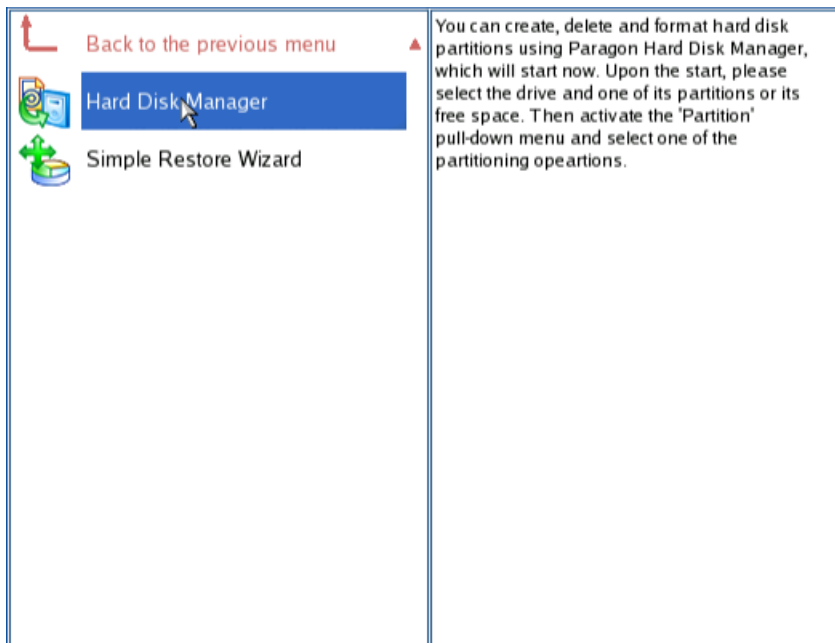 Back to the previous menu
Hard Disk Manager
Simple Restore Wizard
You can create, delete and format hard disk
partitions using Paragon Hard Disk Manager,
which will start now. Upon the start, please
select the drive and one of its partitions or its
free space. Then activate the 'Partition'
pull-down menu and select one of the
partitioning opeartions.